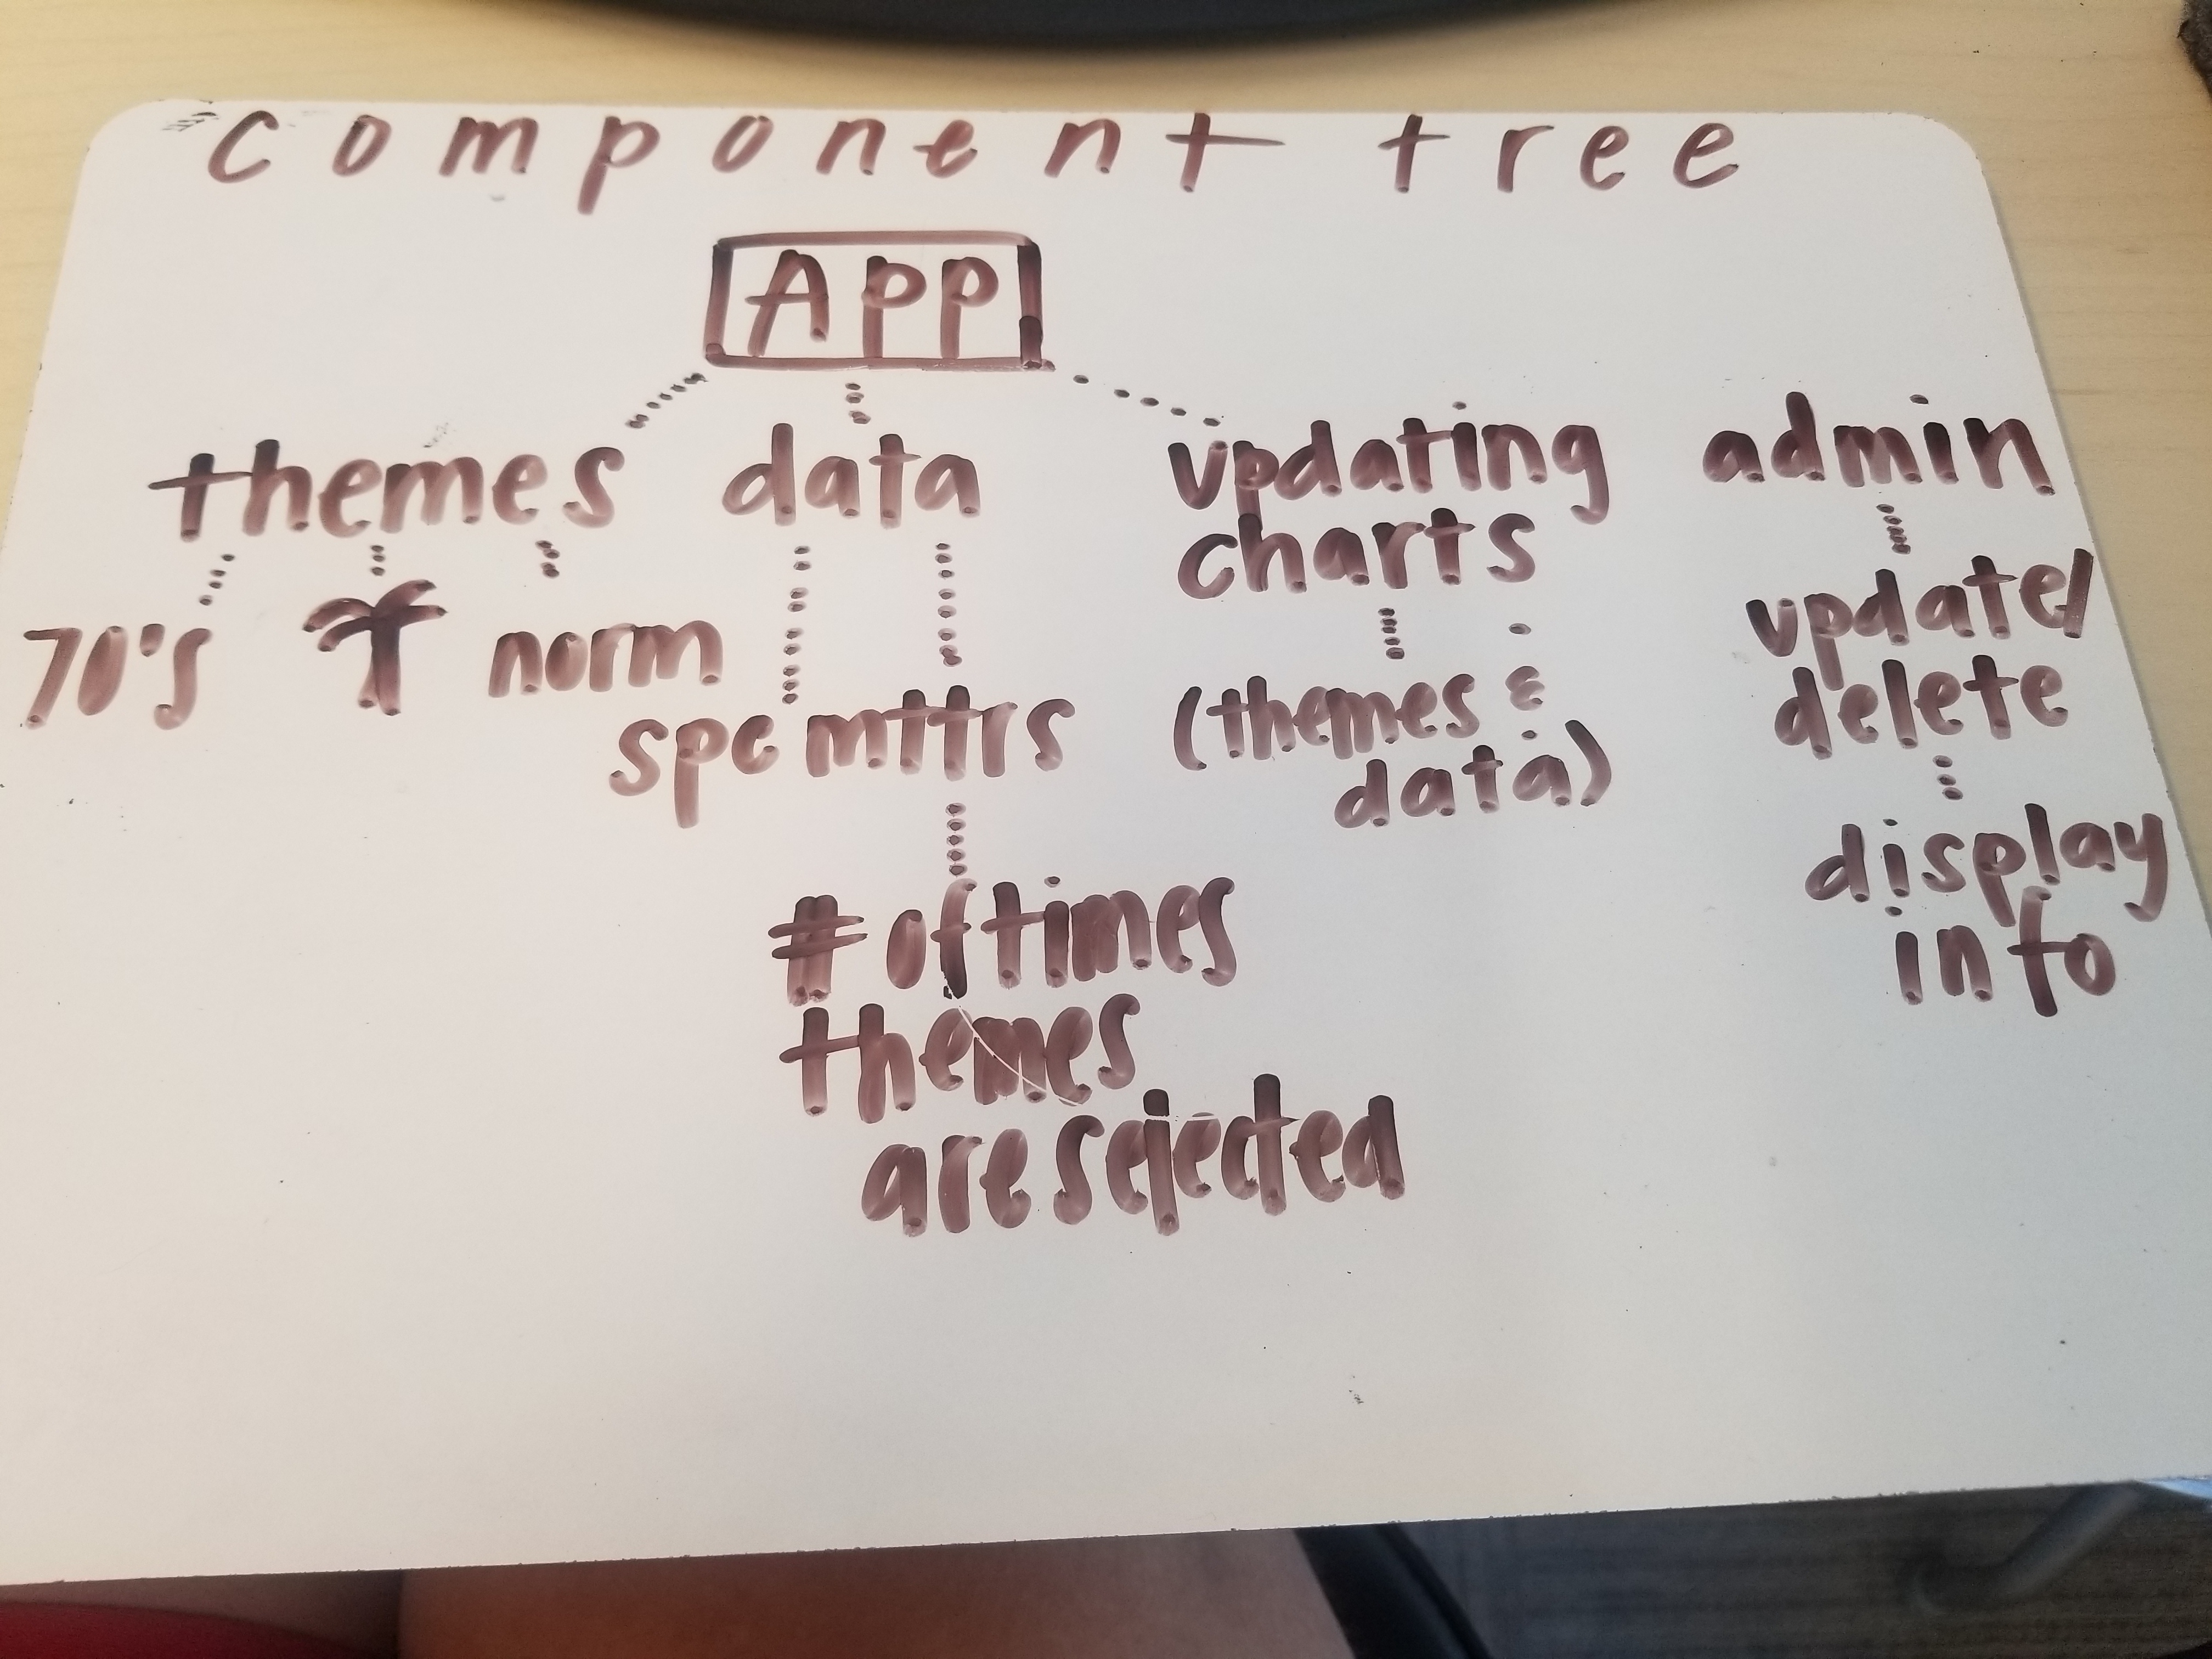 component tree
APP
themes data updating charts admin
70's norm
spc mttrs
(themes &
data)
update/
delete
# of times
themes
are selected
display
info